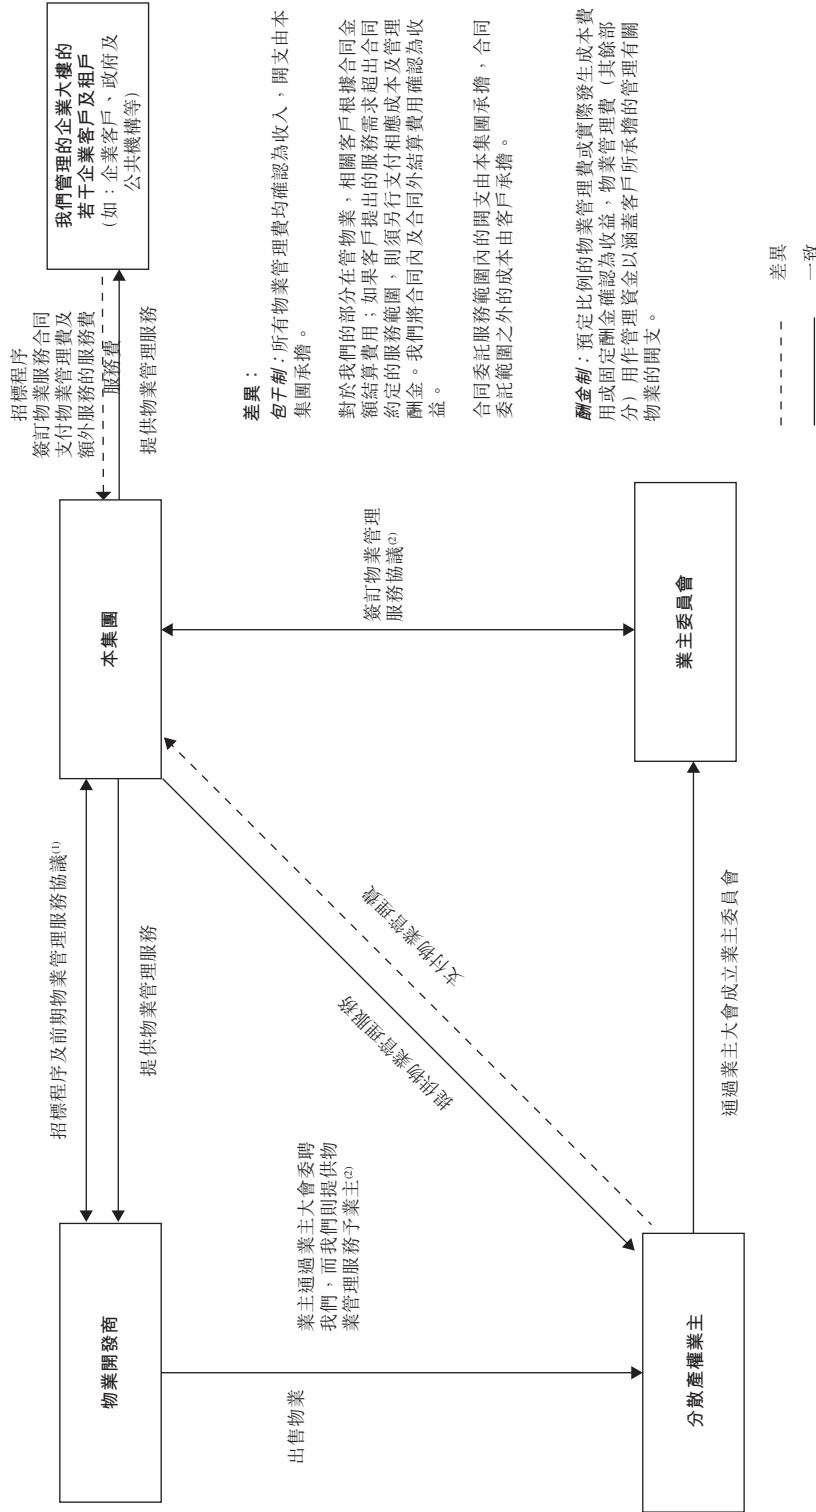 物業開發商
招標程序及前期物業管理服務協議(1)
提供物業管理服務
本集團
招標程序
簽訂物業服務合同
支付物業管理費及
額外服務的服務費
服務費
提供物業管理服務
我們管理的企業大樓的
若干企業客戶及租戶
(如：企業客戶、政府及
公共機構等)
出售物業
業主通過業主大會委聘
我們，而我們則提供物
業管理服務予業主(2)
提供物業管理服務
支付物業管理費
簽訂物業管理
服務協議(2)
分散產權業主
通過業主大會成立業主委員會
業主委員會
差異：
包干制：所有物業管理費均確認為收入，開支由本
集團承擔。
對於我們的部分在管物業，相關客戶根據合同金
額結算費用；如果客戶提出的服務需求超出合同
約定的服務範圍，則須另行支付相應成本及管理
酬金。我們將合同內及合同外結算費用確認為收
益。
合同委託服務範圍內的開支由本集團承擔，合同
委託範圍之外的成本由客戶承擔。
酬金制：預定比例的物業管理費或實際發生成本費
用或固定酬金確認為收益，物業管理費（其餘部
分）用作管理資金以涵蓋客戶所承擔的管理有關
物業的開支。
差異
一致